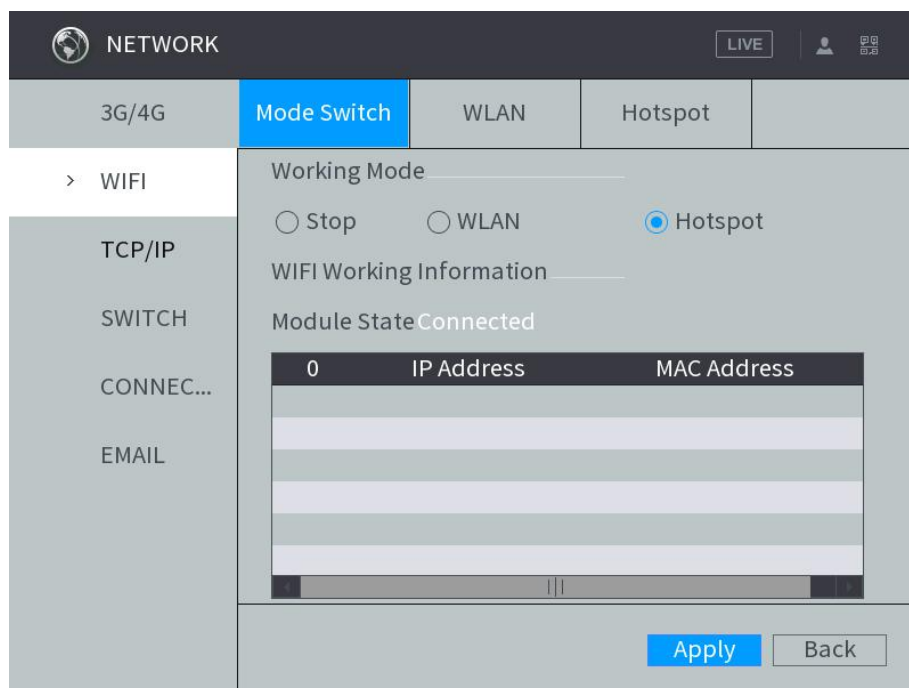 NETWORK
LIVE
3G/4G
Mode Switch
WLAN
Hotspot
> WIFI
Working Mode
Stop
WLAN
Hotspot
TCP/IP
WIFI Working Information
SWITCH
Module State Connected
0 IP Address MAC Address
CONNEC...
EMAIL
Apply
Back